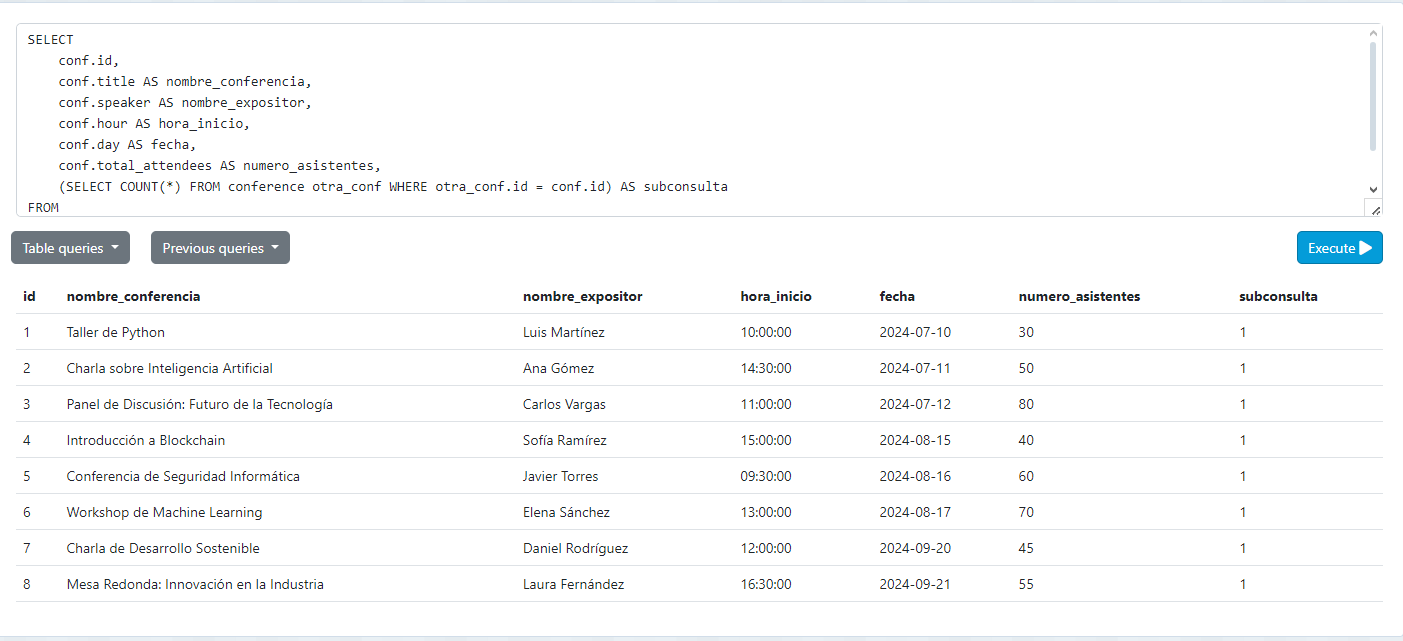 SELECT
conf.id,
conf.title AS nombre_conferencia,
conf.speaker AS nombre_expositor,
conf.hour AS hora_inicio,
conf.day AS fecha,
conf.total_attendees AS numero_asistentes,
(SELECT COUNT(*) FROM conference otra_conf WHERE otra_conf.id = conf.id) AS subconsulta
FROM
Table queries Previous queries Execute
id nombre_conferencia nombre_expositor hora_inicio fecha numero_asistentes subconsulta
1 Taller de Python Luis Martínez 10:00:00 2024-07-10 30 1
2 Charla sobre Inteligencia Artificial Ana Gómez 14:30:00 2024-07-11 50 1
3 Panel de Discusión: Futuro de la Tecnología Carlos Vargas 11:00:00 2024-07-12 80 1
4 Introducción a Blockchain Sofía Ramírez 15:00:00 2024-08-15 40 1
5 Conferencia de Seguridad Informática Javier Torres 09:30:00 2024-08-16 60 1
6 Workshop de Machine Learning Elena Sánchez 13:00:00 2024-08-17 70 1
7 Charla de Desarrollo Sostenible Daniel Rodríguez 12:00:00 2024-09-20 45 1
8 Mesa Redonda: Innovación en la Industria Laura Fernández 16:30:00 2024-09-21 55 1